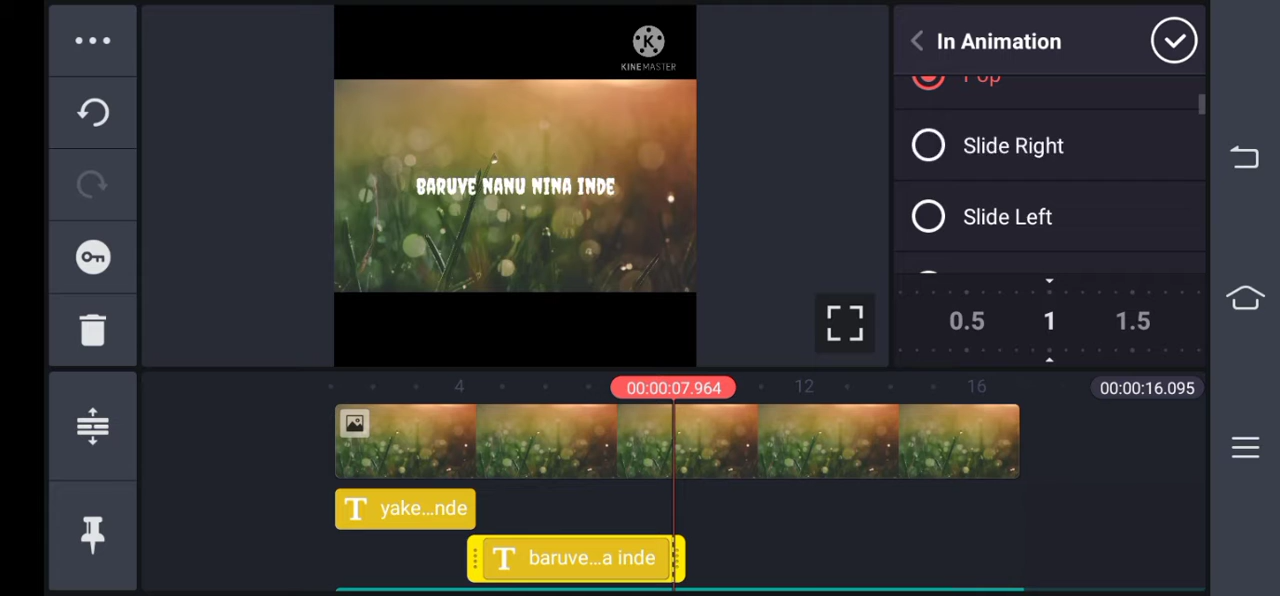 KINEMASTER
BARUVE NANU NINA INDE
In Animation
Pop
Slide Right
Slide Left
0.5 1 1.5
4 00:00:07.964 12 16 00:00:16.095
T yake...nde
T baruve...a inde